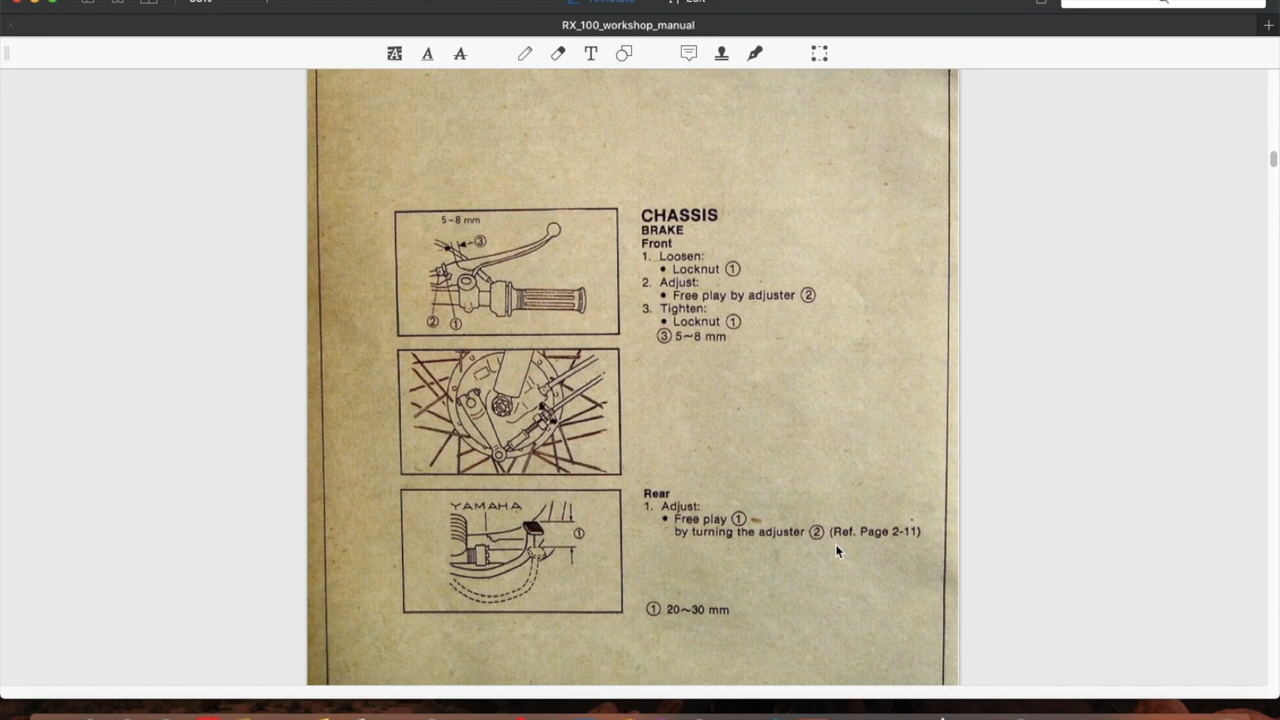 RX_100_workshop_manual
5~8 mm
③
② ①
CHASSIS
BRAKE
Front
1. Loosen:
• Locknut ①
2. Adjust:
• Free play by adjuster ②
3. Tighten:
• Locknut ①
③ 5~8 mm
YAMAHA
①
Rear
1. Adjust:
• Free play ①
by turning the adjuster ② (Ref. Page 2-11)
① 20~30 mm